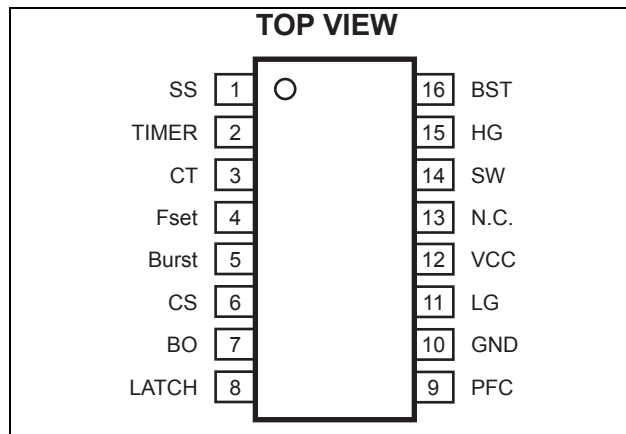 TOP VIEW
SS 1 16 BST
TIMER 2 15 HG
CT 3 14 SW
Fset 4 13 N.C.
Burst 5 12 VCC
CS 6 11 LG
BO 7 10 GND
LATCH 8 9 PFC